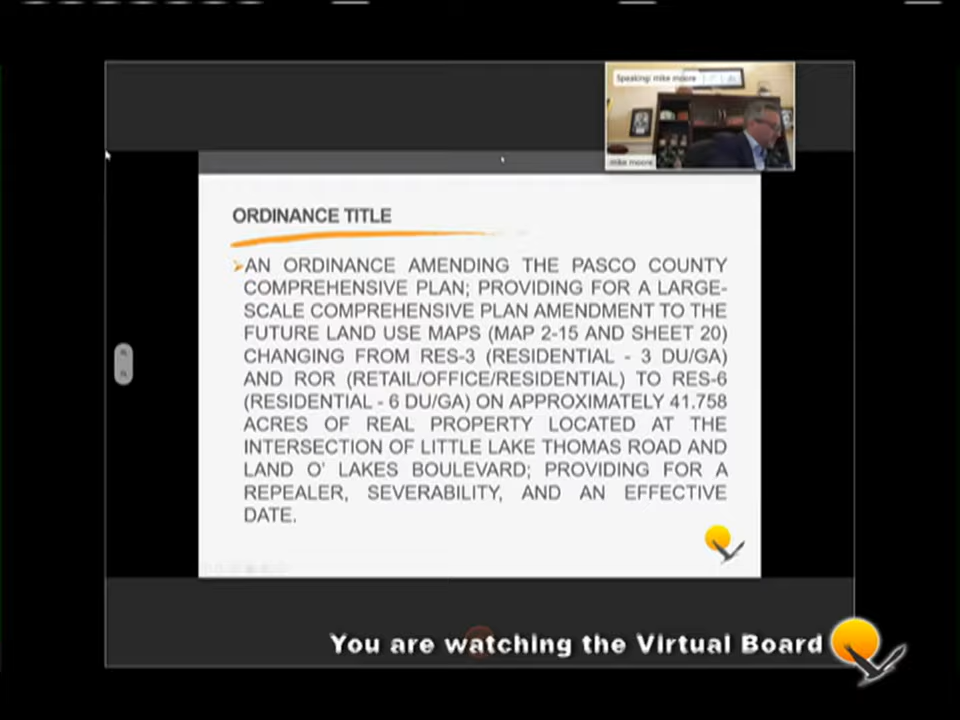 Speaking: mike moore
mike moore
ORDINANCE TITLE
AN ORDINANCE AMENDING THE PASCO COUNTY
COMPREHENSIVE PLAN; PROVIDING FOR A LARGE-
SCALE COMPREHENSIVE PLAN AMENDMENT TO THE
FUTURE LAND USE MAPS (MAP 2-15 AND SHEET 20)
CHANGING FROM RES-3 (RESIDENTIAL - 3 DU/GA)
AND ROR (RETAIL/OFFICE/RESIDENTIAL) TO RES-6
(RESIDENTIAL - 6 DU/GA) ON APPROXIMATELY 41.758
ACRES OF REAL PROPERTY LOCATED AT THE
INTERSECTION OF LITTLE LAKE THOMAS ROAD AND
LAND O' LAKES BOULEVARD; PROVIDING FOR A
REPEALER, SEVERABILITY, AND AN EFFECTIVE
DATE.
You are watching the Virtual Board